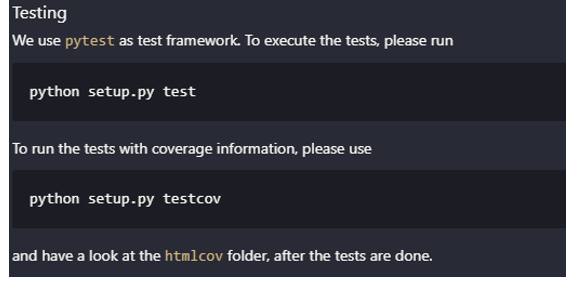 Testing
We use pytest as test framework. To execute the tests, please run
python setup.py test
To run the tests with coverage information, please use
python setup.py testcov
and have a look at the htmlcov folder, after the tests are done.